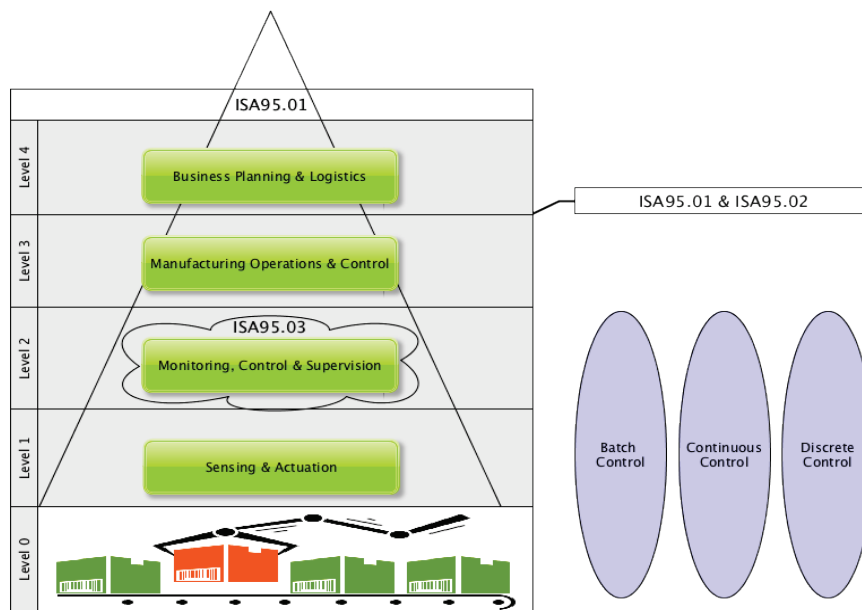 ISA95.01
Level 4
Business Planning & Logistics
ISA95.01 & ISA95.02
Level 3
Manufacturing Operations & Control
ISA95.03
Level 2
Monitoring, Control & Supervision
Level 1
Sensing & Actuation
Batch
Control
Continuous
Control
Discrete
Control
Level 0